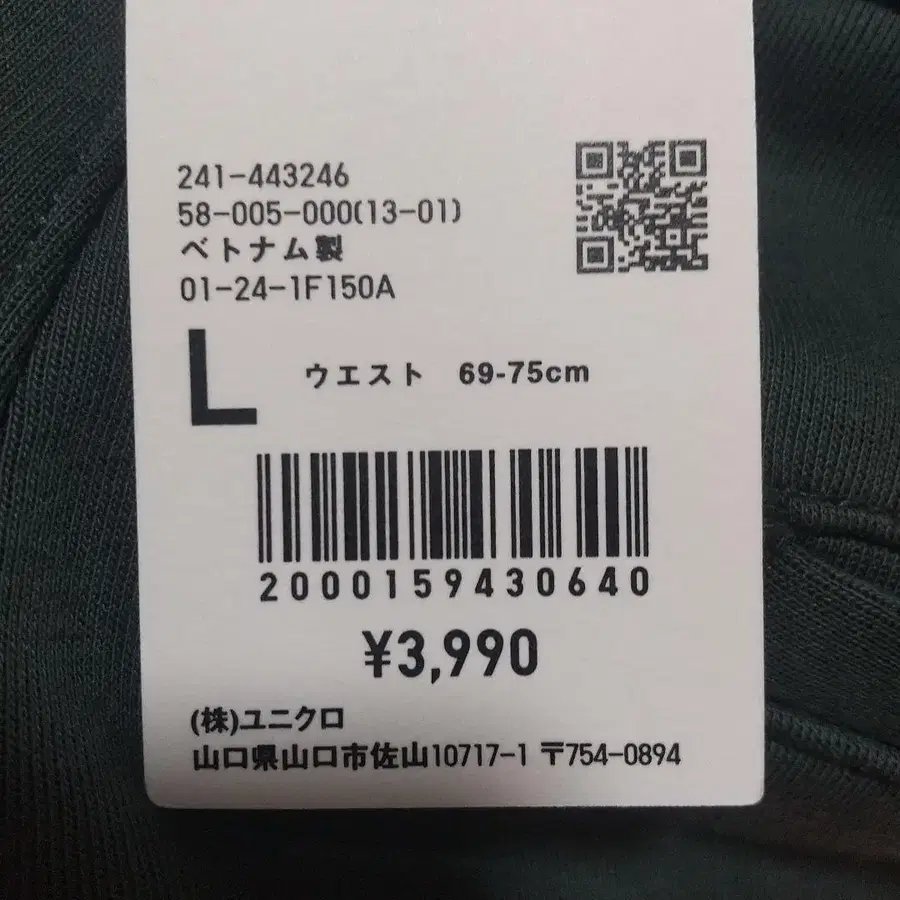 241-443246
58-005-000(13-01)
ベトナム製
01-24-1F150A
L ウエスト 69-75cm
2000159430640
¥3,990
(株)ユニクロ
山口県山口市佐山10717-1 〒754-0894